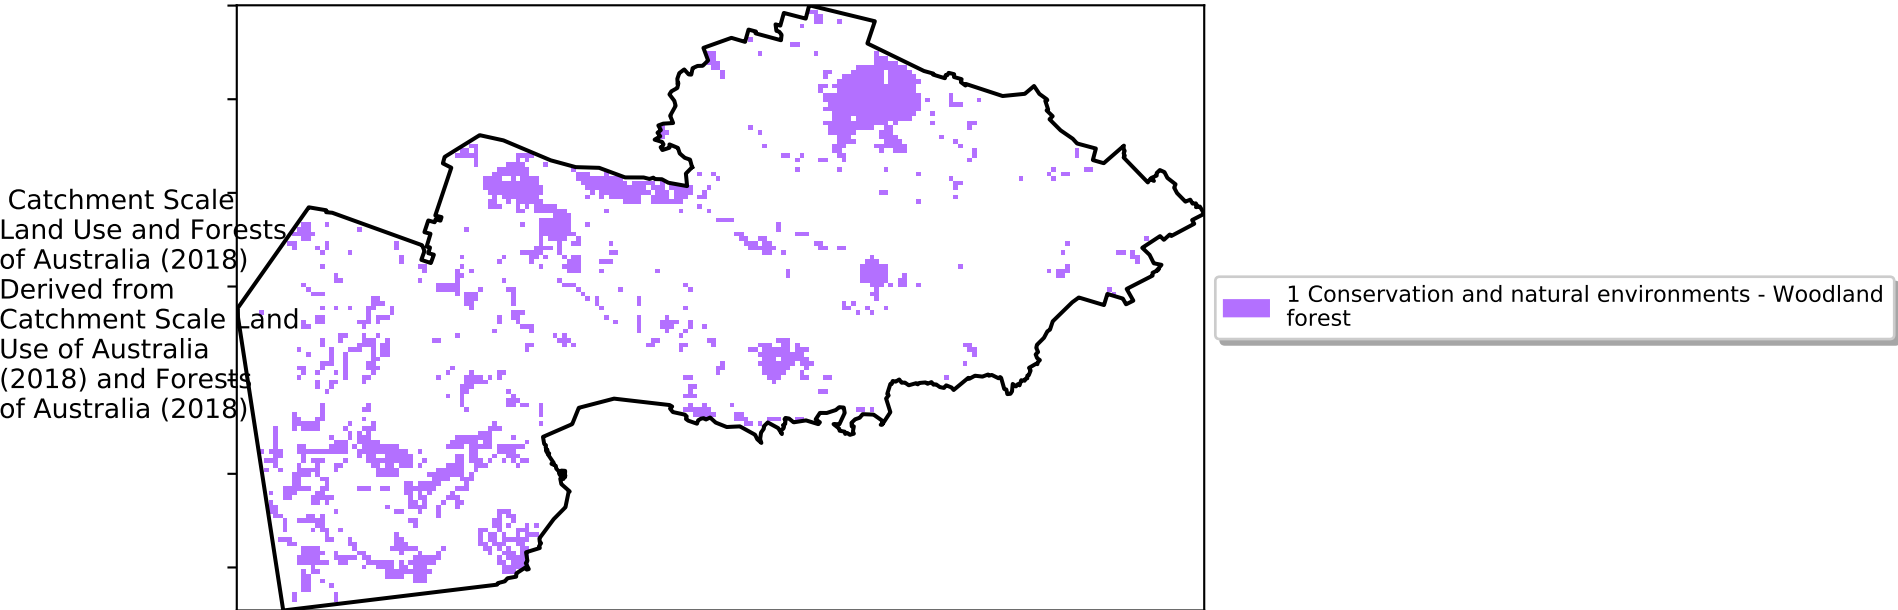 Catchment Scale
Land Use and Forests
of Australia (2018)
Derived from
Catchment Scale Land
Use of Australia
(2018) and Forests
of Australia (2018)
1 Conservation and natural environments - Woodland
forest